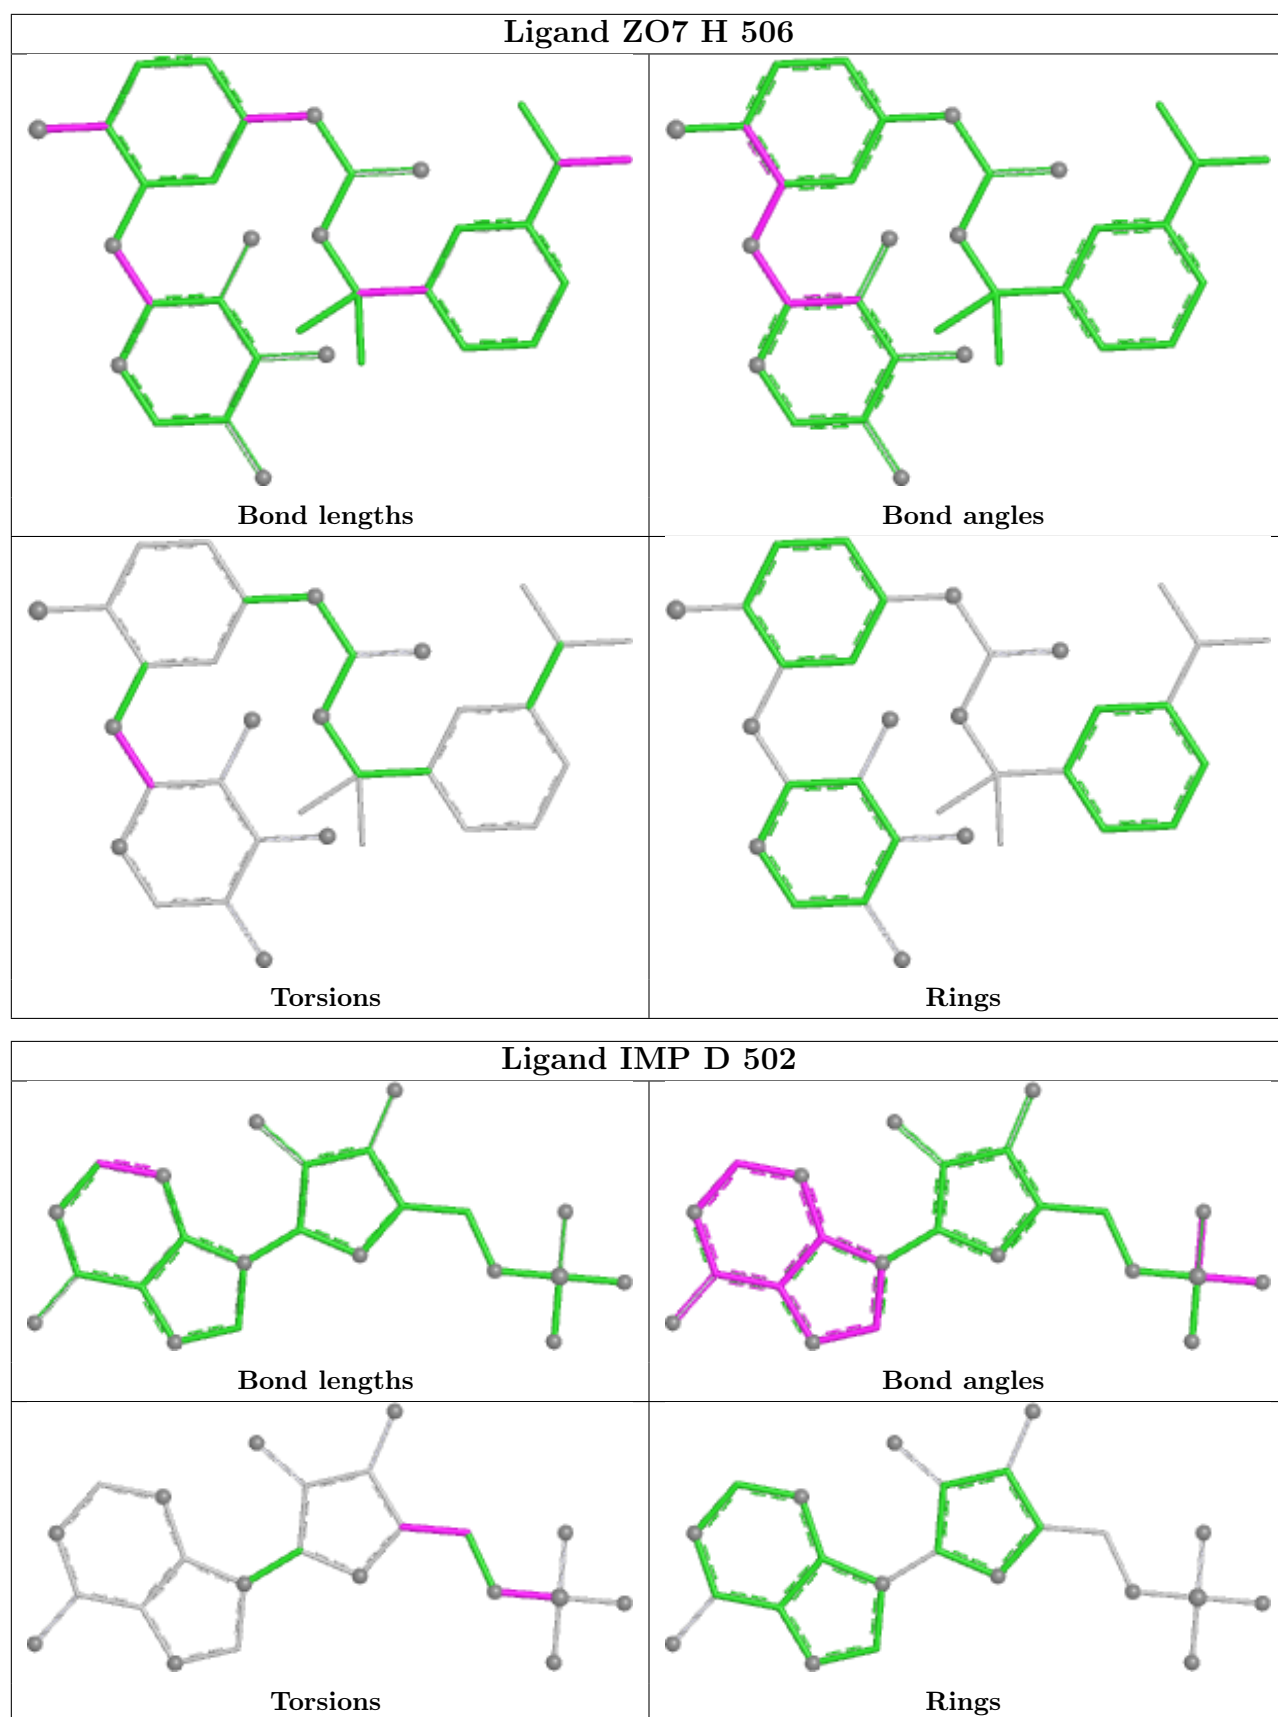 Ligand ZO7 H 506
Bond lengths
Bond angles
Torsions
Rings
Ligand IMP D 502
Bond lengths
Bond angles
Torsions
Rings